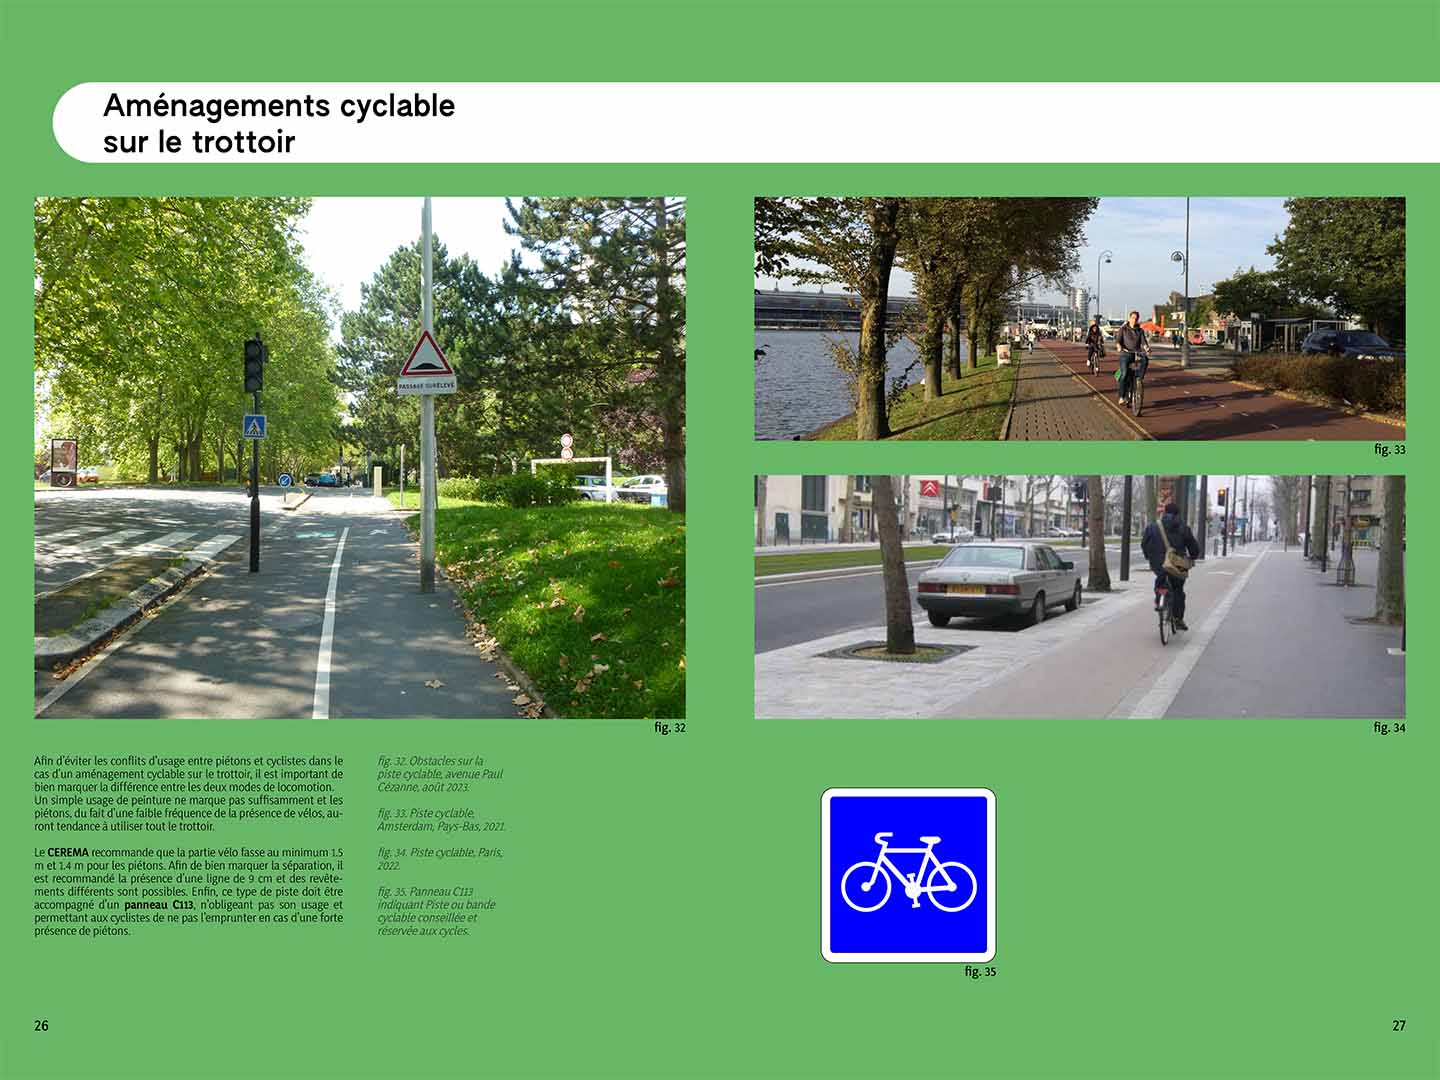 Aménagements cyclable
sur le trottoir
PASSAGE SURÉLEVÉ
fig. 32
fig. 33
fig. 34
Afin d'éviter les conflits d'usage entre piétons et cyclistes dans le
cas d'un aménagement cyclable sur le trottoir, il est important de
bien marquer la différence entre les deux modes de locomotion.
Un simple usage de peinture ne marque pas suffisamment et les
piétons, du fait d'une faible fréquence de la présence de vélos, au-
ront tendance à utiliser tout le trottoir.
Le CEREMA recommande que la partie vélo fasse au minimum 1.5
m et 1.4 m pour les piétons. Afin de bien marquer la séparation, il
est recommandé la présence d'une ligne de 9 cm et des revête-
ments différents sont possibles. Enfin, ce type de piste doit être
accompagné d'un panneau C113, n'obligeant pas son usage et
permettant aux cyclistes de ne pas l'emprunter en cas d'une forte
présence de piétons.
fig. 32. Obstacles sur la
piste cyclable, avenue Paul
Cézanne, août 2023.
fig. 33. Piste cyclable,
Amsterdam, Pays-Bas, 2021.
fig. 34. Piste cyclable, Paris,
2022.
fig. 35. Panneau C113
indiquant Piste ou bande
cyclable conseillée et
réservée aux cycles.
fig. 35
26
27